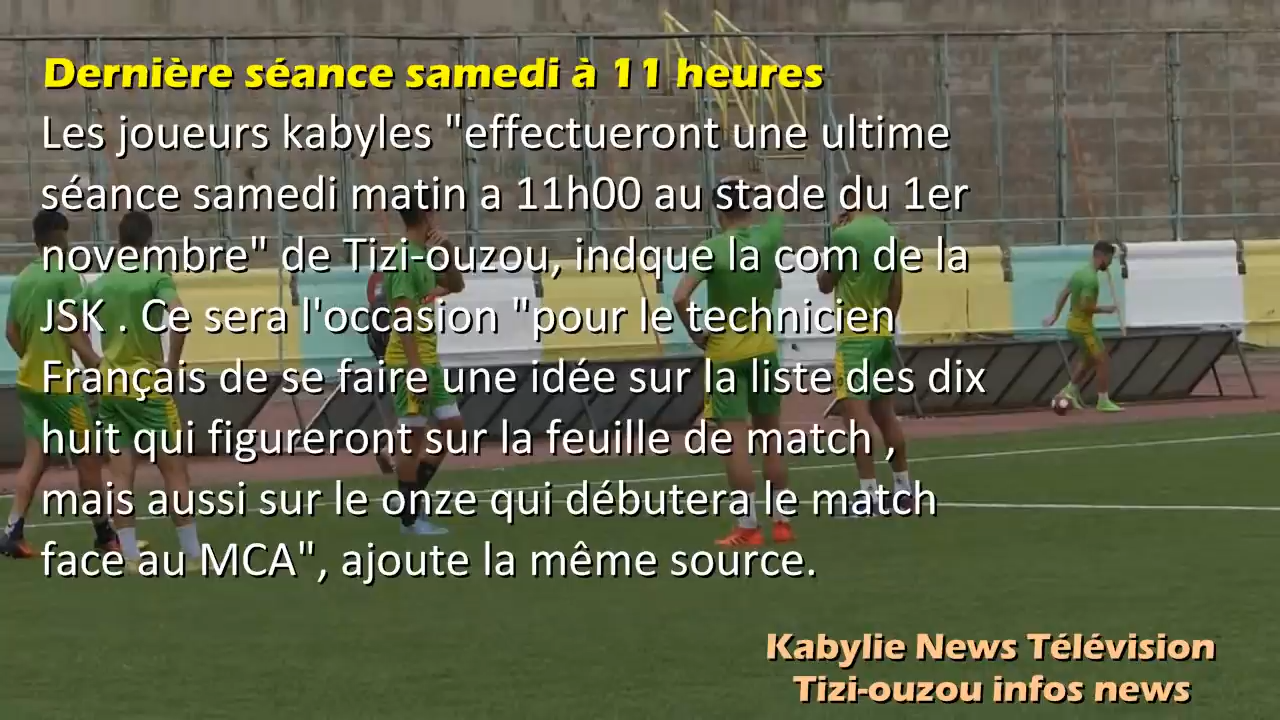 Dernière séance samedi à 11 heures
Les joueurs kabyles "effectueront une ultime
séance samedi matin a 11h00 au stade du 1er
novembre" de Tizi-ouzou, indque la com de la
JSK . Ce sera l'occasion "pour le technicien
Français de se faire une idée sur la liste des dix
huit qui figureront sur la feuille de match ,
mais aussi sur le onze qui débutera le match
face au MCA", ajoute la même source.
Kabylie News Télévision
Tizi-ouzou infos news